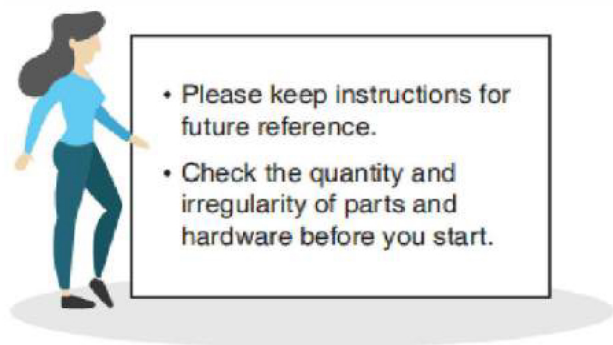 • Please keep instructions for
future reference.
• Check the quantity and
irregularity of parts and
hardware before you start.